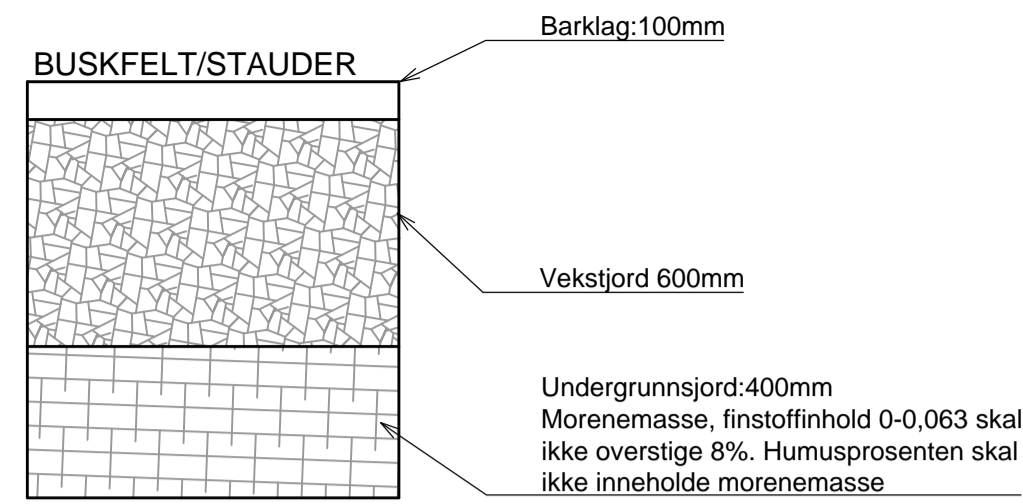 Barklag:100mm
BUSKFELT/STAUDER
Vekstjord 600mm
Undergrunnsjord:400mm
Morenemasse, finstoffinhold 0-0,063 skal
ikke overstige 8%. Humusprosenten skal
ikke inneholde morenemasse